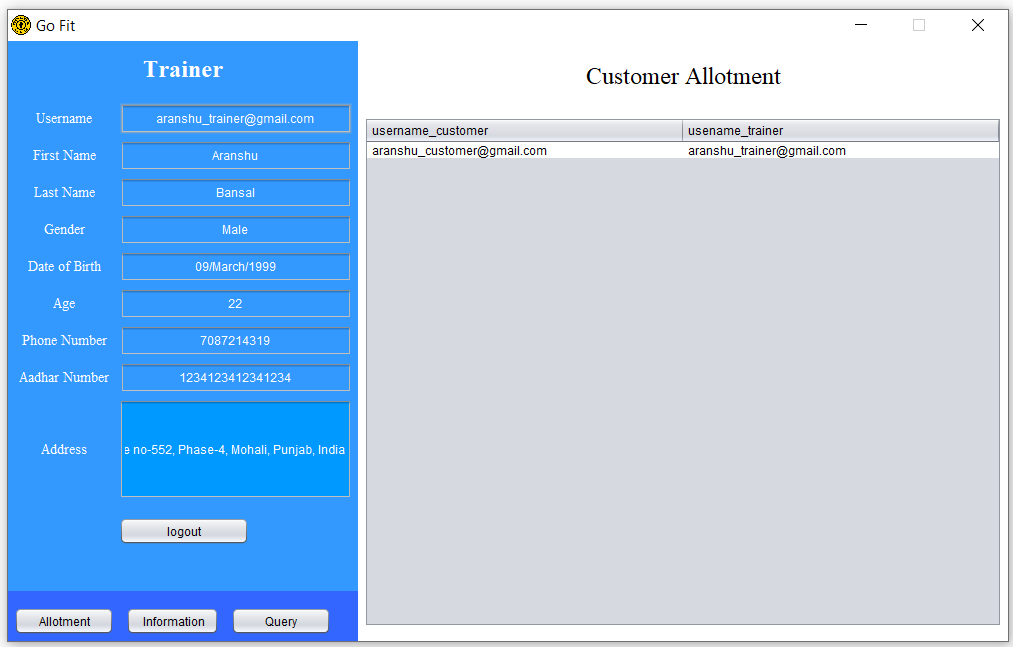 Go Fit
Trainer
Username aranshu_trainer@gmail.com
First Name Aranshu
Last Name Bansal
Gender Male
Date of Birth 09/March/1999
Age 22
Phone Number 7087214319
Aadhar Number 1234123412341234
Address e no-552, Phase-4, Mohali, Punjab, India
logout
Allotment Information Query
Customer Allotment
username_customer usename_trainer
aranshu_customer@gmail.com aranshu_trainer@gmail.com